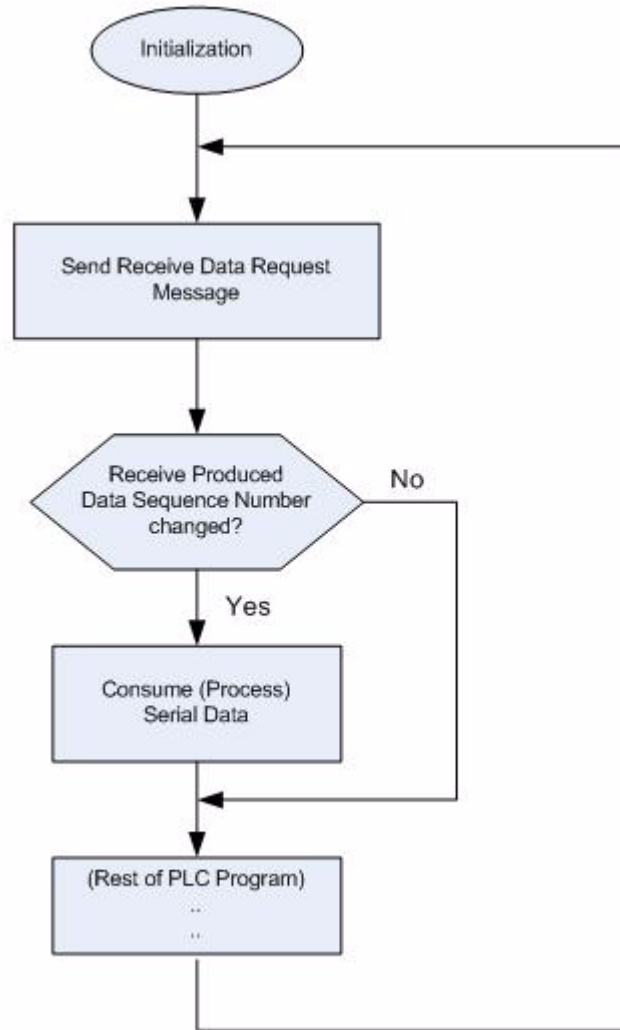 Initialization
Send Receive Data Request
Message
Receive Produced
Data Sequence Number
changed?
No
Yes
Consume (Process)
Serial Data
(Rest of PLC Program)
..
..